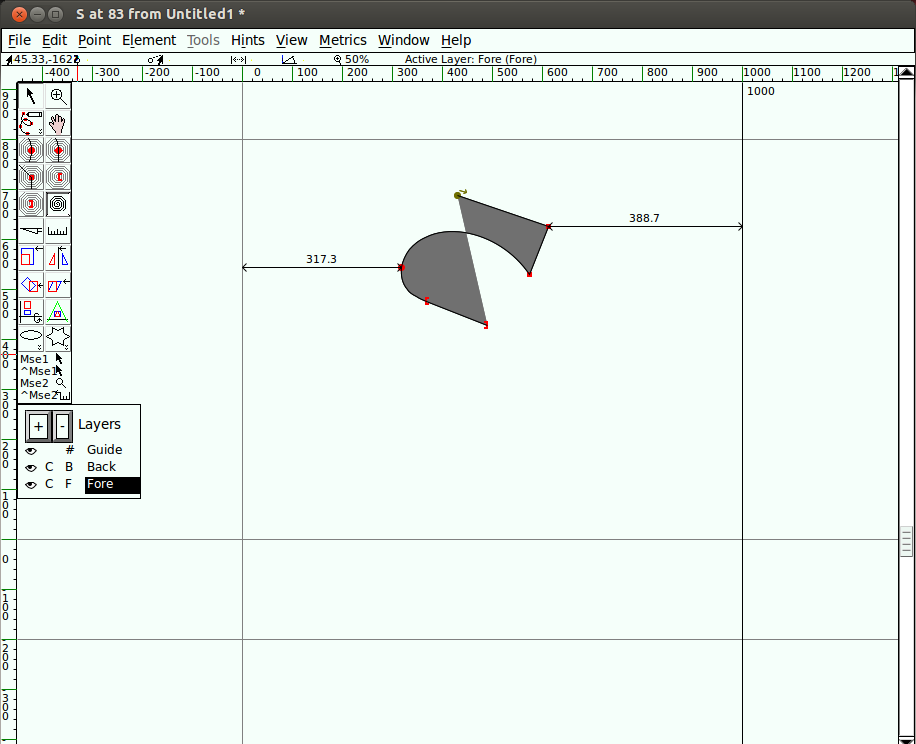 S at 83 from Untitled1 *
File Edit Point Element Tools Hints View Metrics Window Help
50% Active Layer: Fore (Fore)
-400 -300 -200 -100 0 100 200 300 400 500 600 700 800 900 1000 1100 1200
1000
900
800
700
600
500
400
300
200
100
0
-100
-200
-300
388.7
317.3
Mse1
^Mse1
Mse2
^Mse2
+ - Layers
# Guide
C B Back
C F Fore